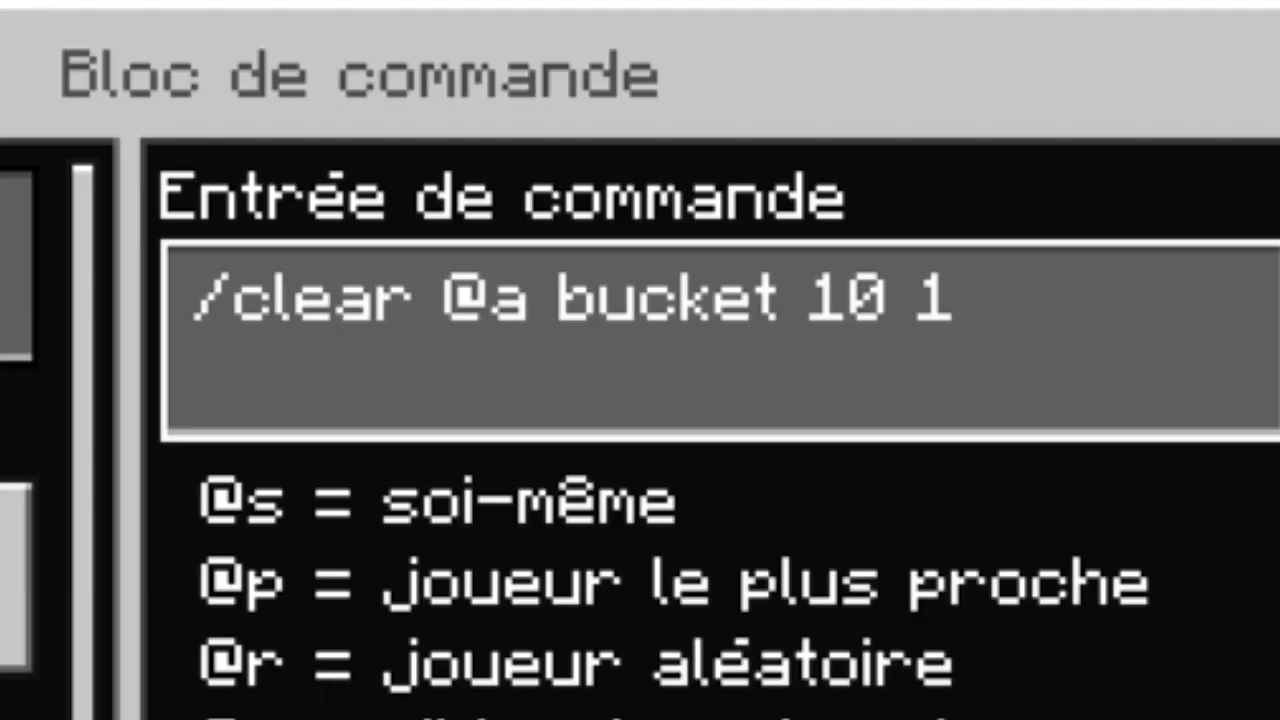 Bloc de commande
Entrée de commande
/clear @a bucket 10 1
@s = soi-même
@p = joueur le plus proche
@r = joueur aléatoire